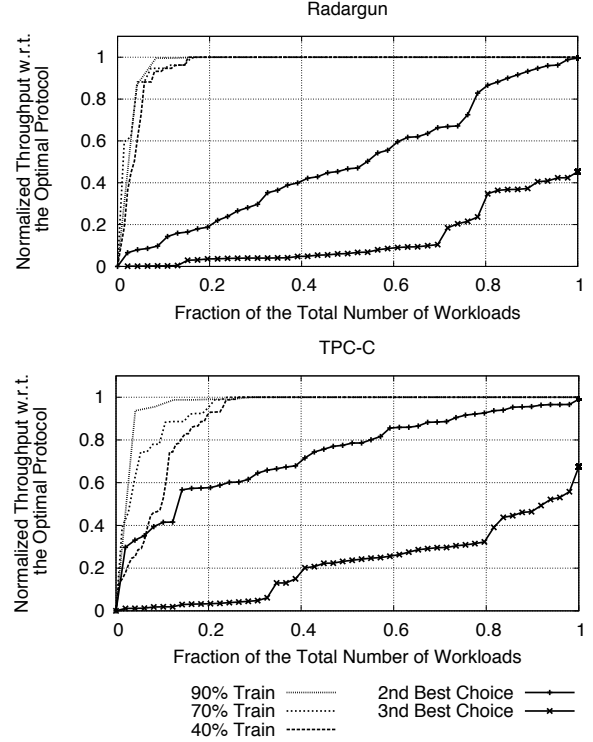 Radargun
Normalized Throughput w.r.t.
the Optimal Protocol
1
0.8
0.6
0.4
0.2
0
0 0.2 0.4 0.6 0.8 1
Fraction of the Total Number of Workloads
TPC-C
Normalized Throughput w.r.t.
the Optimal Protocol
1
0.8
0.6
0.4
0.2
0
0 0.2 0.4 0.6 0.8 1
Fraction of the Total Number of Workloads
90% Train 2nd Best Choice
70% Train 3rd Best Choice
40% Train